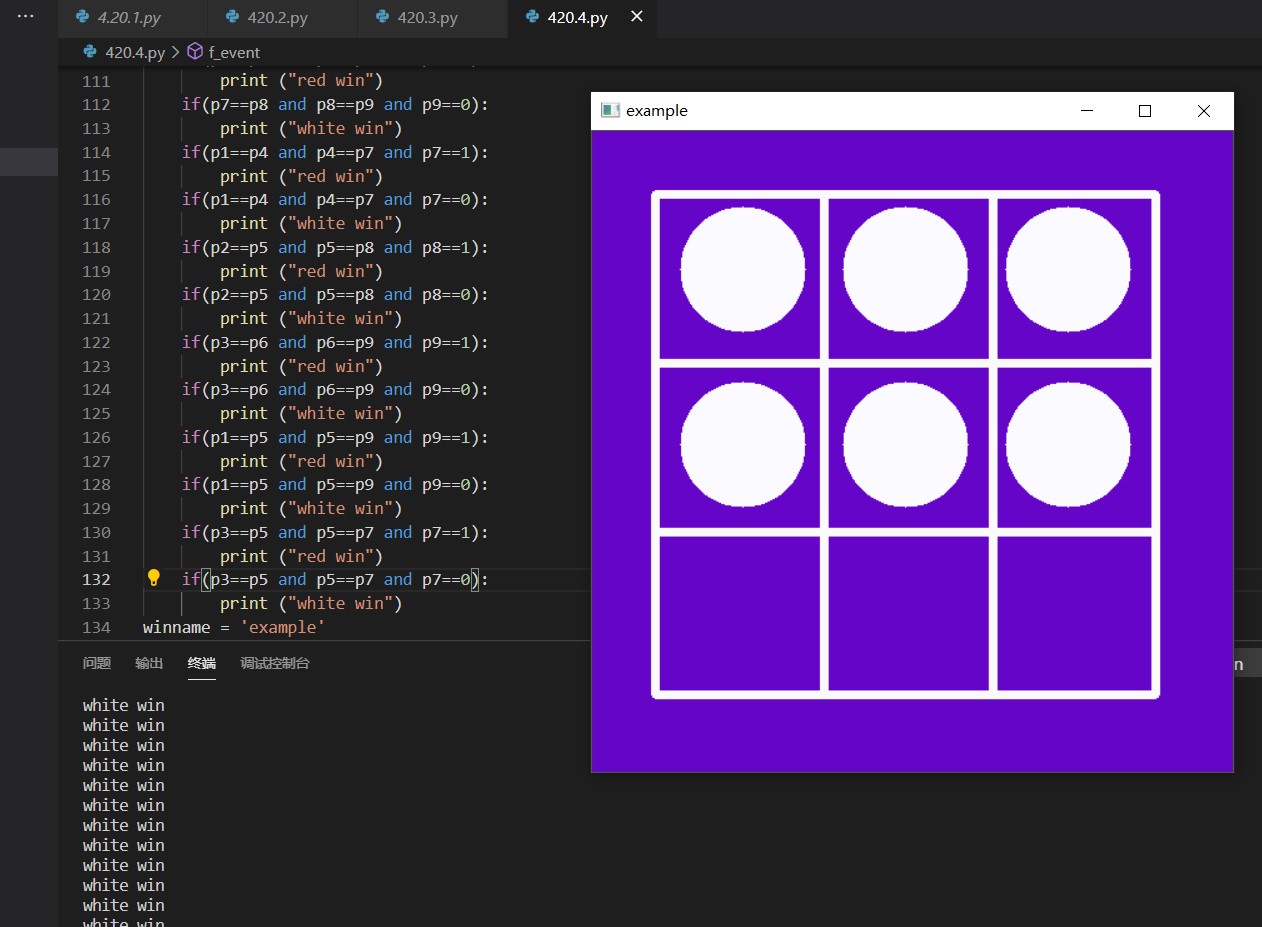 4.20.1.py 420.2.py 420.3.py 420.4.py
420.4.py > f_event
111 print ("red win")
112 if(p7==p8 and p8==p9 and p9==0):
113 print ("white win")
114 if(p1==p4 and p4==p7 and p7==1):
115 print ("red win")
116 if(p1==p4 and p4==p7 and p7==0):
117 print ("white win")
118 if(p2==p5 and p5==p8 and p8==1):
119 print ("red win")
120 if(p2==p5 and p5==p8 and p8==0):
121 print ("white win")
122 if(p3==p6 and p6==p9 and p9==1):
123 print ("red win")
124 if(p3==p6 and p6==p9 and p9==0):
125 print ("white win")
126 if(p1==p5 and p5==p9 and p9==1):
127 print ("red win")
128 if(p1==p5 and p5==p9 and p9==0):
129 print ("white win")
130 if(p3==p5 and p5==p7 and p7==1):
131 print ("red win")
132 if(p3==p5 and p5==p7 and p7==0):
133 print ("white win")
134 winname = 'example'
example
问题 输出 终端 调试控制台
n
white win
white win
white win
white win
white win
white win
white win
white win
white win
white win
white win
white win